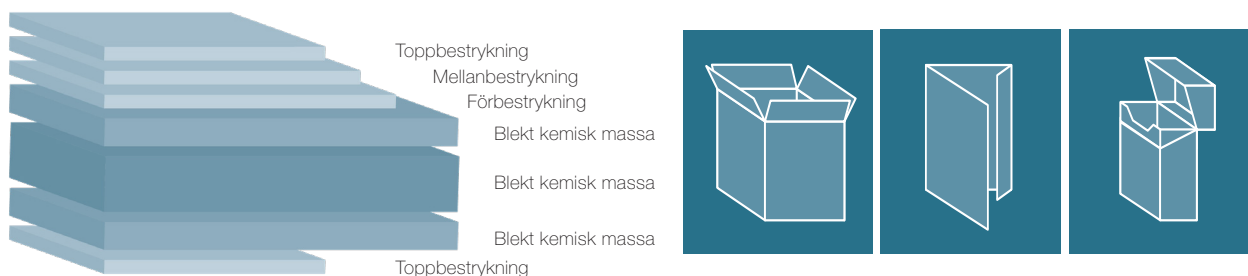 Toppbestrykning
Mellanbestrykning
Förbestrykning
Blekt kemisk massa
Blekt kemisk massa
Blekt kemisk massa
Toppbestrykning